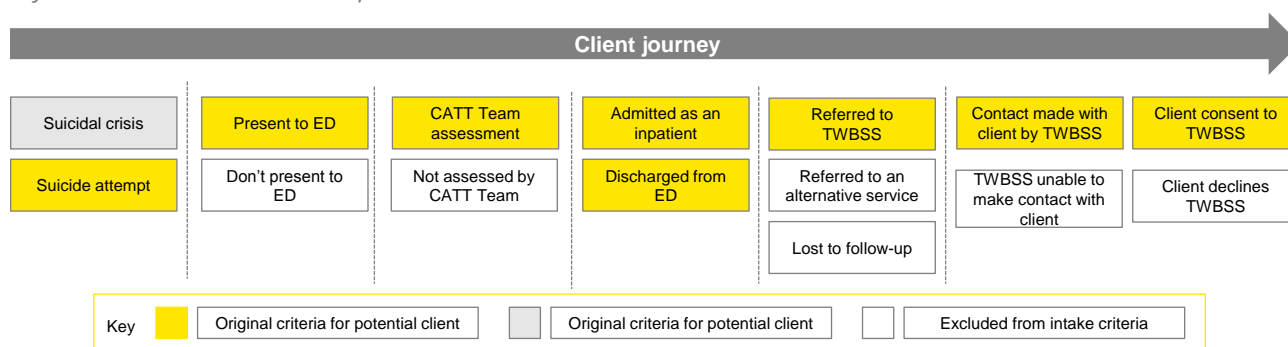 Client journey
Suicidal crisis
Suicide attempt
Present to ED
Don't present to
ED
CATT Team
assessment
Not assessed by
CATT Team
Admitted as an
inpatient
Discharged from
ED
Referred to
TWBSS
Referred to an
alternative service
Lost to follow-up
Contact made with
client by TWBSS
TWBSS unable to
make contact with
client
Client consent to
TWBSS
Client declines
TWBSS
Key
Original criteria for potential client
Original criteria for potential client
Excluded from intake criteria